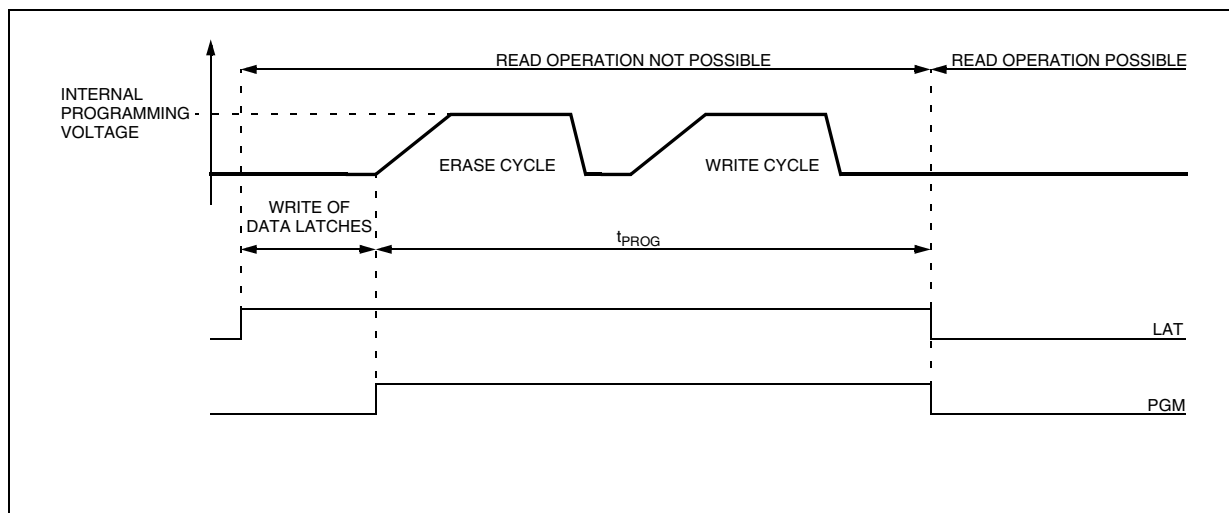 READ OPERATION NOT POSSIBLE
READ OPERATION POSSIBLE
INTERNAL
PROGRAMMING
VOLTAGE
ERASE CYCLE
WRITE CYCLE
WRITE OF
DATA LATCHES
tPROG
LAT
PGM